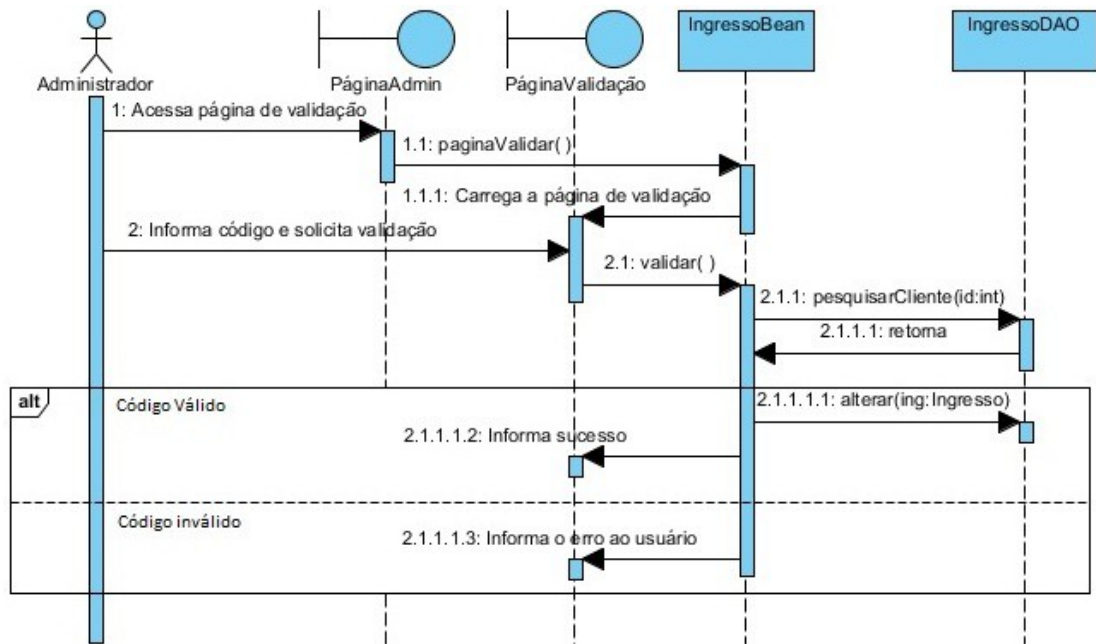 IngressoBean
IngressoDAO
Administrador
PáginaAdmin
PáginaValidação
1: Acessa página de validação
1.1: paginaValidar( )
1.1.1: Carrega a página de validação
2: Informa código e solicita validação
2.1: validar( )
2.1.1: pesquisarCliente(id:int)
2.1.1.1: retorna
alt
Código Válido
2.1.1.1.1: alterar(ing:Ingresso)
2.1.1.1.2: Informa sucesso
Código inválido
2.1.1.1.3: Informa o erro ao usuário